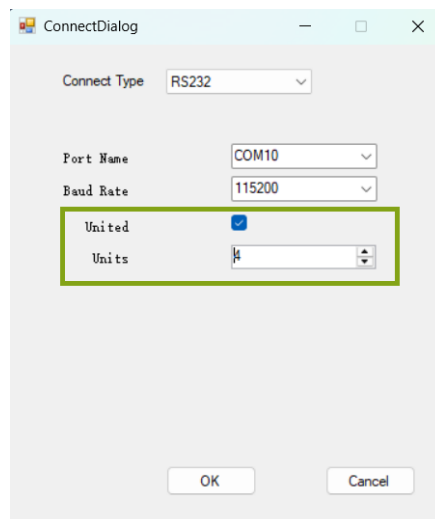 ConnectDialog
Connect Type RS232
Port Name COM10
Baud Rate 115200
United
Units 4
OK Cancel